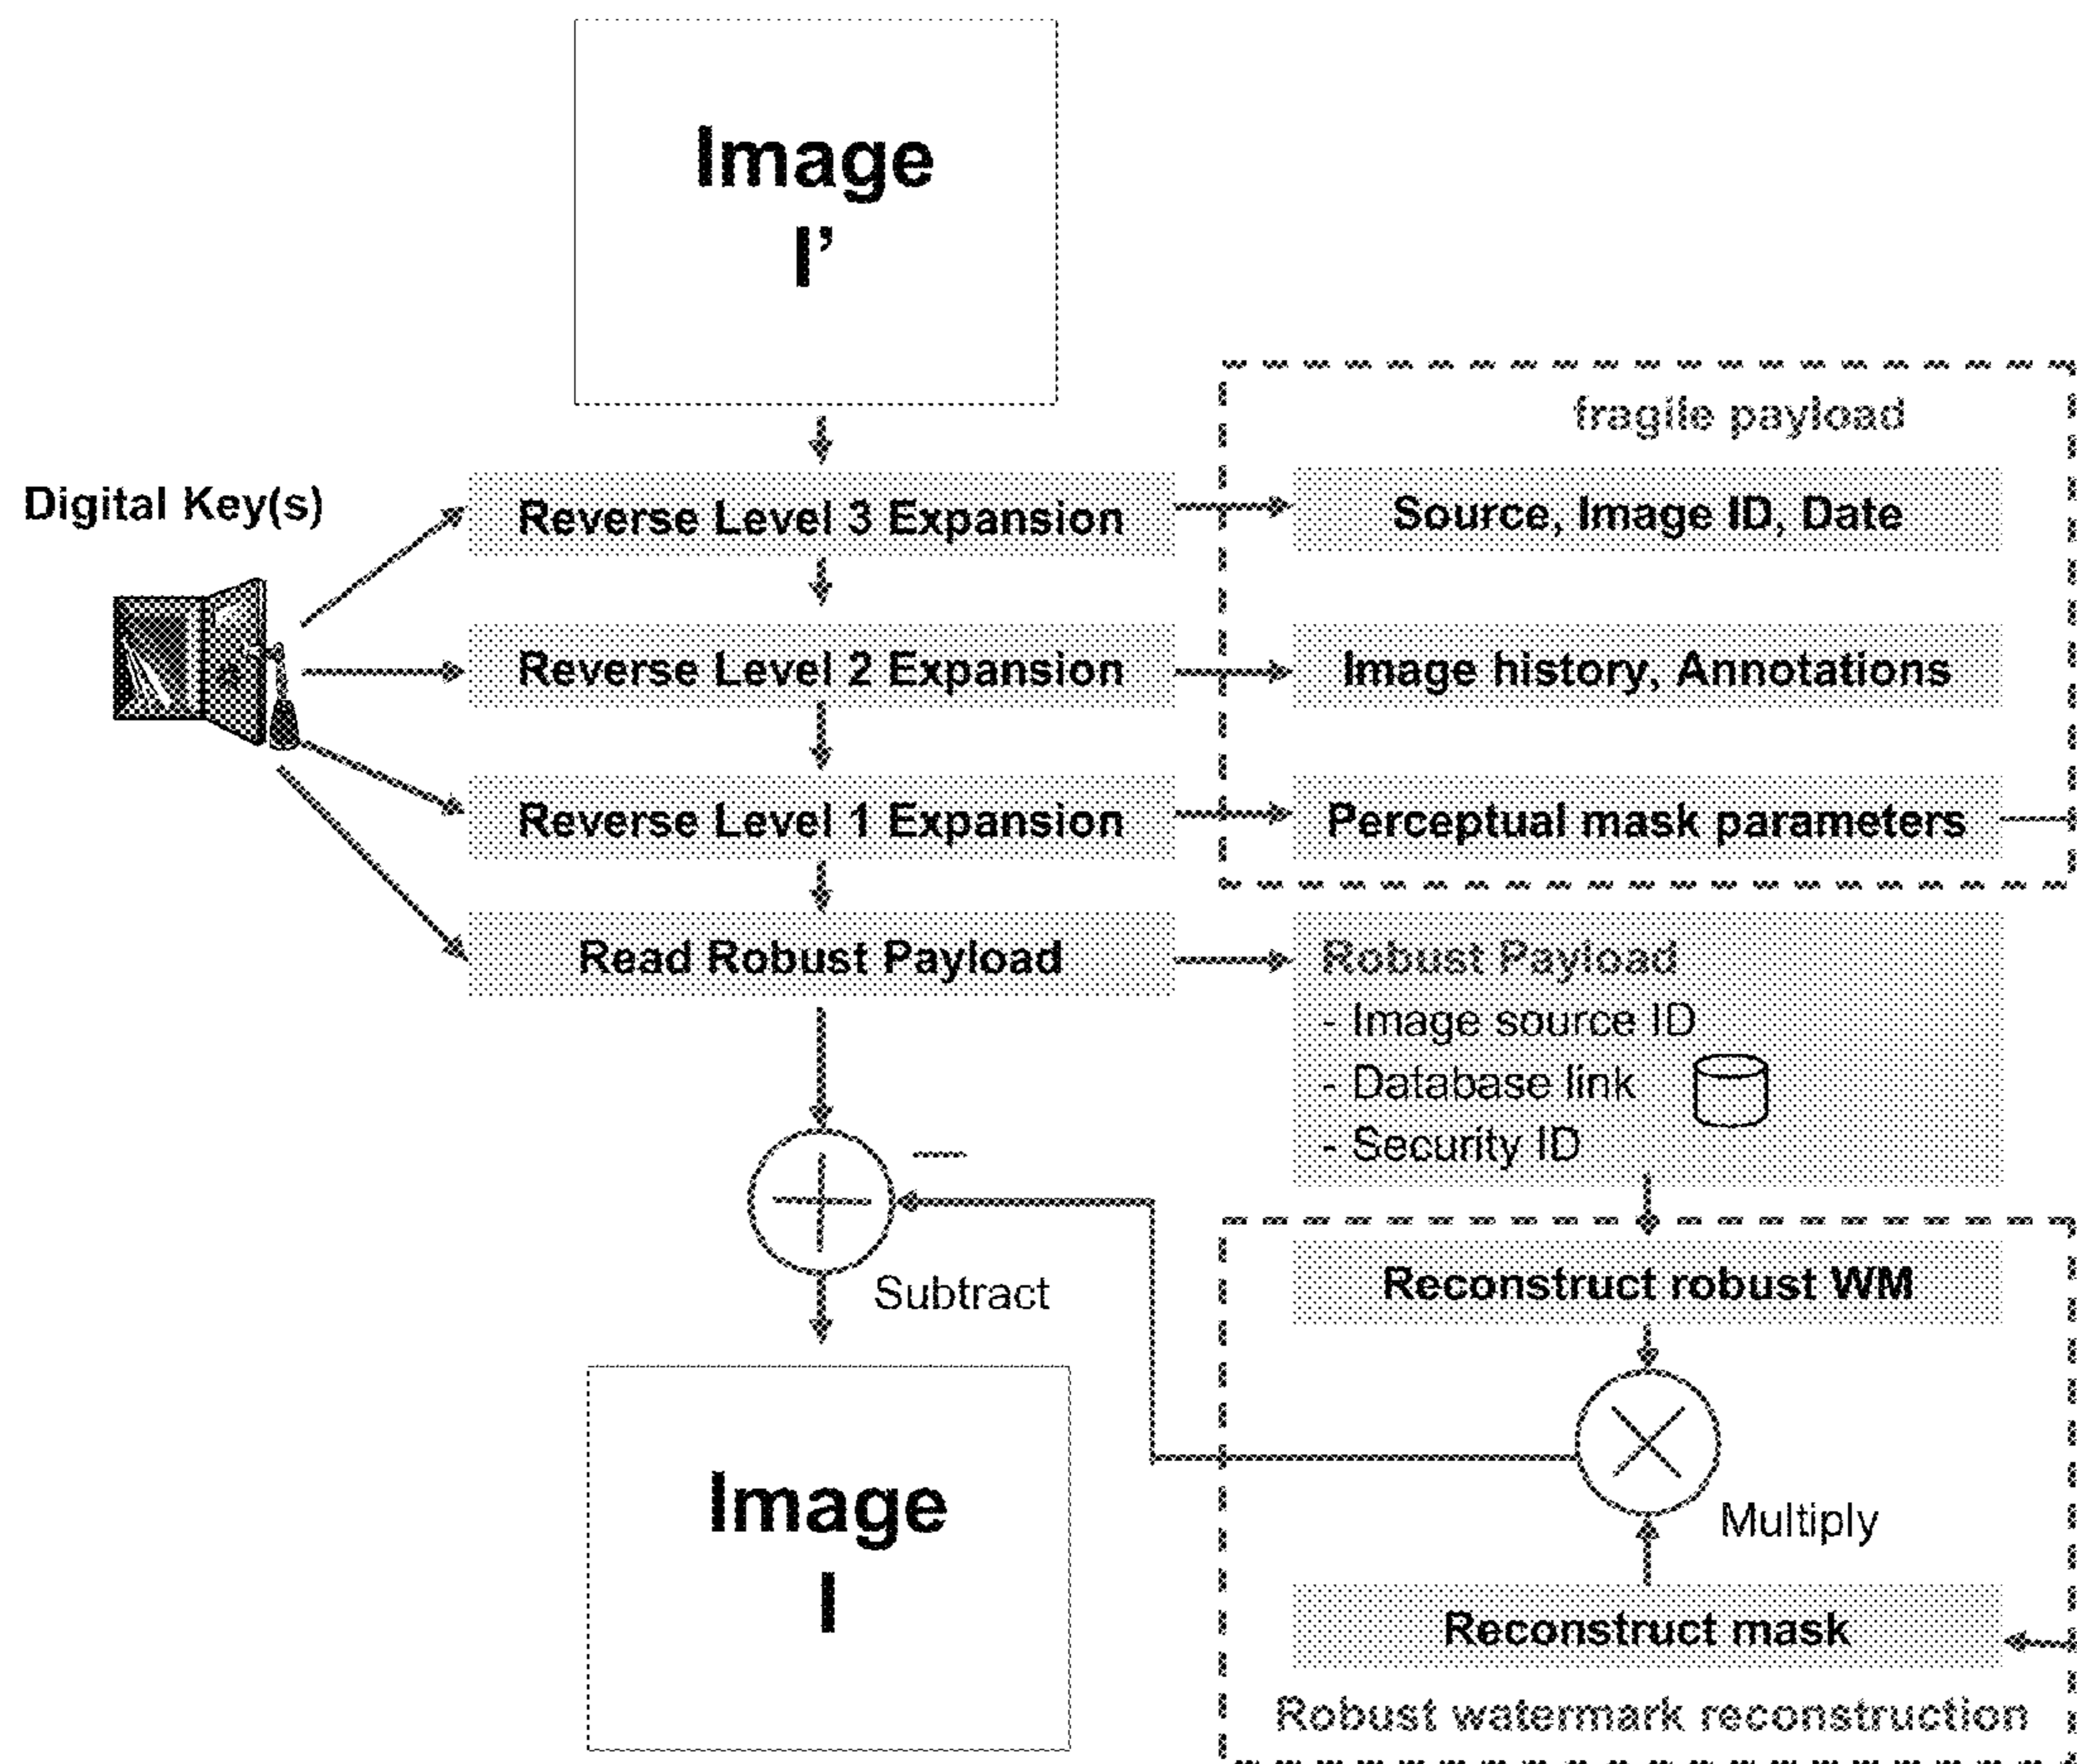 Image
I’
fragile payload
Digital Key(s)
Reverse Level 3 Expansion
Source, Image ID, Date
Reverse Level 2 Expansion
Image history, Annotations
Reverse Level 1 Expansion
Perceptual mask parameters
Read Robust Payload
Robust Payload
- Image source ID
- Database link
- Security ID
Subtract
Reconstruct robust WM
Multiply
Image
I
Reconstruct mask
Robust watermark reconstruction